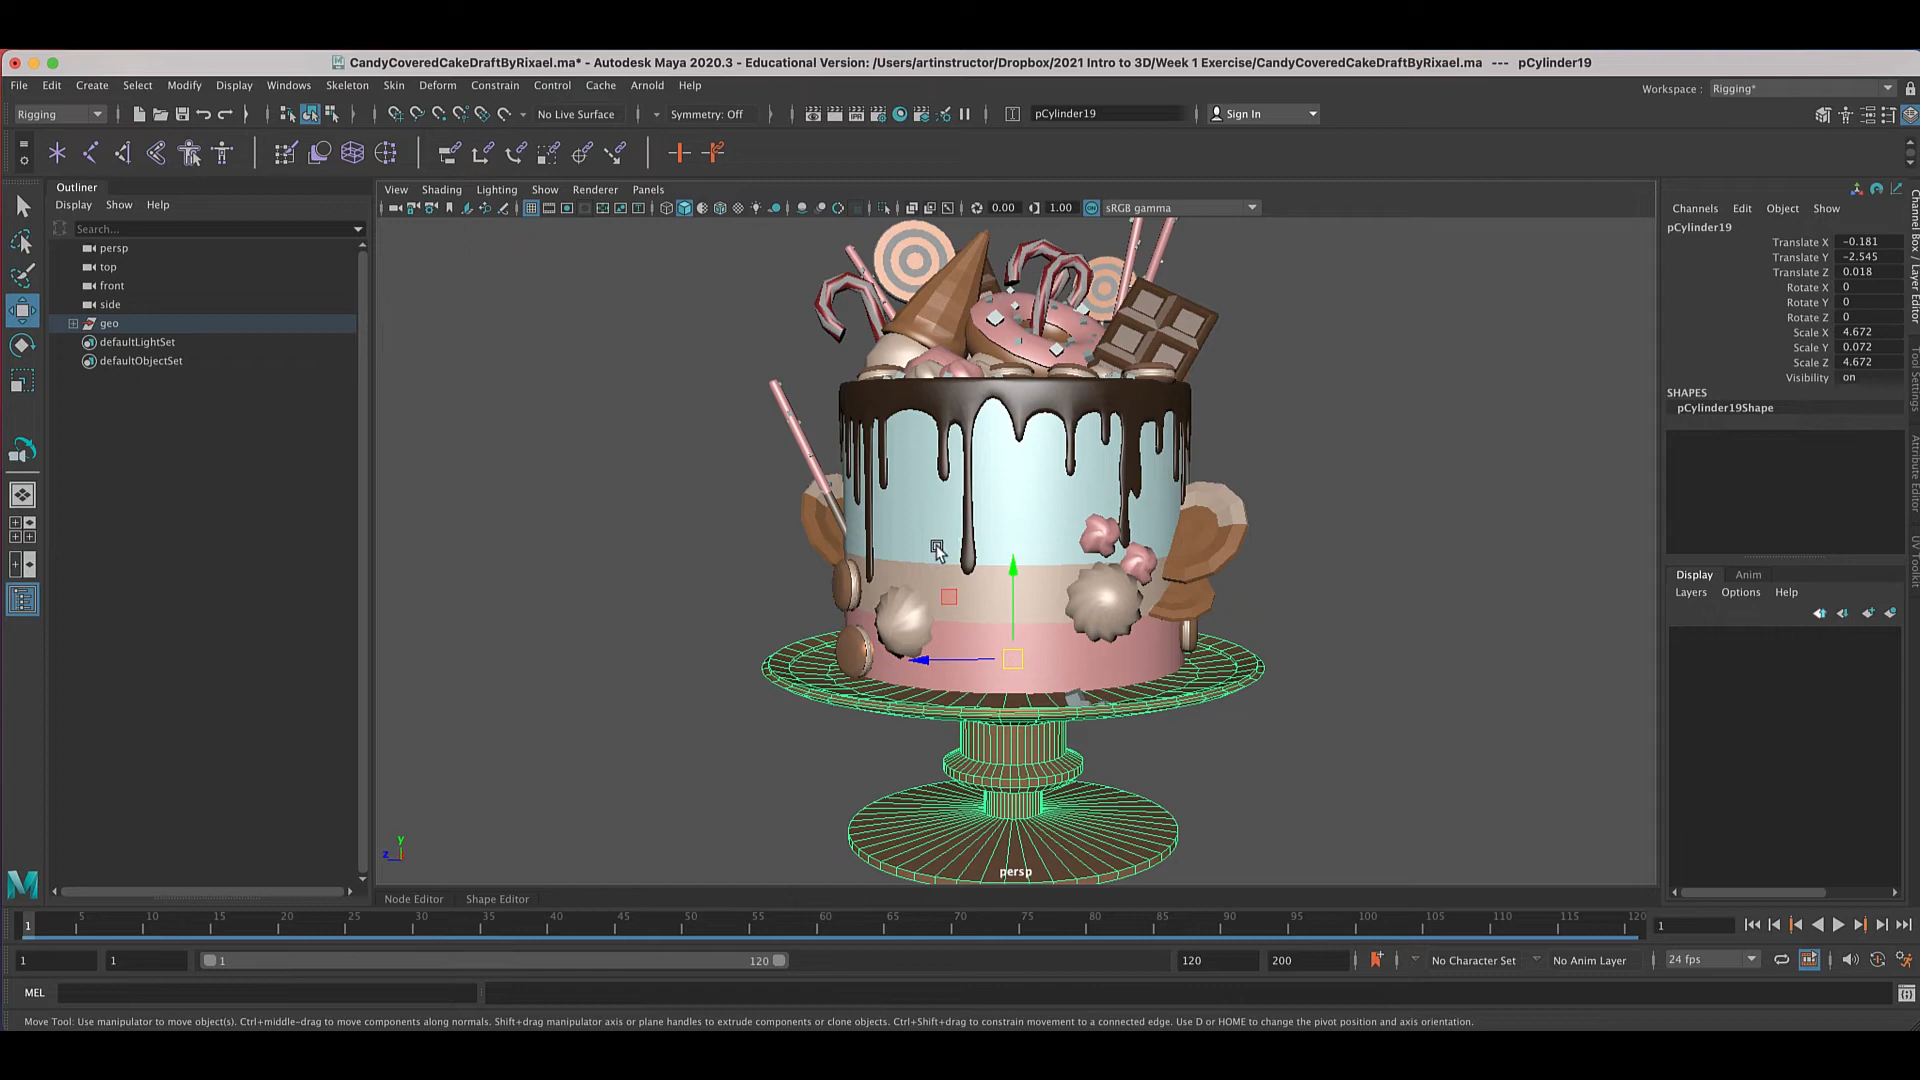 CandyCoveredCakeDraftByRixael.ma* - Autodesk Maya 2020.3 - Educational Version: /Users/artinstructor/Dropbox/2021 Intro to 3D/Week 1 Exercise/CandyCoveredCakeDraftByRixael.ma --- pCylinder19
File Edit Create Select Modify Display Windows Skeleton Skin Deform Constrain Control Cache Arnold Help Workspace : Rigging*
Rigging No Live Surface Symmetry: Off pCylinder19 Sign In
Outliner
Display Show Help
Search...
persp
top
front
side
geo
defaultLightSet
defaultObjectSet
View Shading Lighting Show Renderer Panels
0.00 1.00 sRGB gamma
y
z
persp
Channels Edit Object Show
pCylinder19
Translate X -0.181
Translate Y -2.545
Translate Z 0.018
Rotate X 0
Rotate Y 0
Rotate Z 0
Scale X 4.672
Scale Y 0.072
Scale Z 4.672
Visibility on
SHAPES
pCylinder19Shape
Display Anim
Layers Options Help
Channel Box / Layer Editor
Tool Settings
Attribute Editor
UV Toolkit
Node Editor Shape Editor
1 5 10 15 20 25 30 35 40 45 50 55 60 65 70 75 80 85 90 95 100 105 110 115 120 1
1 1 1 120 120 200 No Character Set No Anim Layer 24 fps
MEL
Move Tool: Use manipulator to move object(s). Ctrl+middle-drag to move components along normals. Shift+drag manipulator axis or plane handles to extrude components or clone objects. Ctrl+Shift+drag to constrain movement to a connected edge. Use D or HOME to change the pivot position and axis orientation.